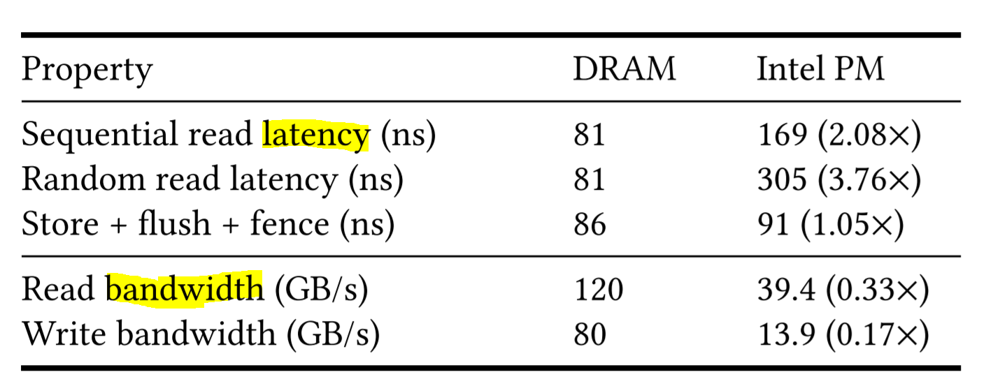 Property DRAM Intel PM
Sequential read latency (ns) 81 169 (2.08×)
Random read latency (ns) 81 305 (3.76×)
Store + flush + fence (ns) 86 91 (1.05×)
Read bandwidth (GB/s) 120 39.4 (0.33×)
Write bandwidth (GB/s) 80 13.9 (0.17×)